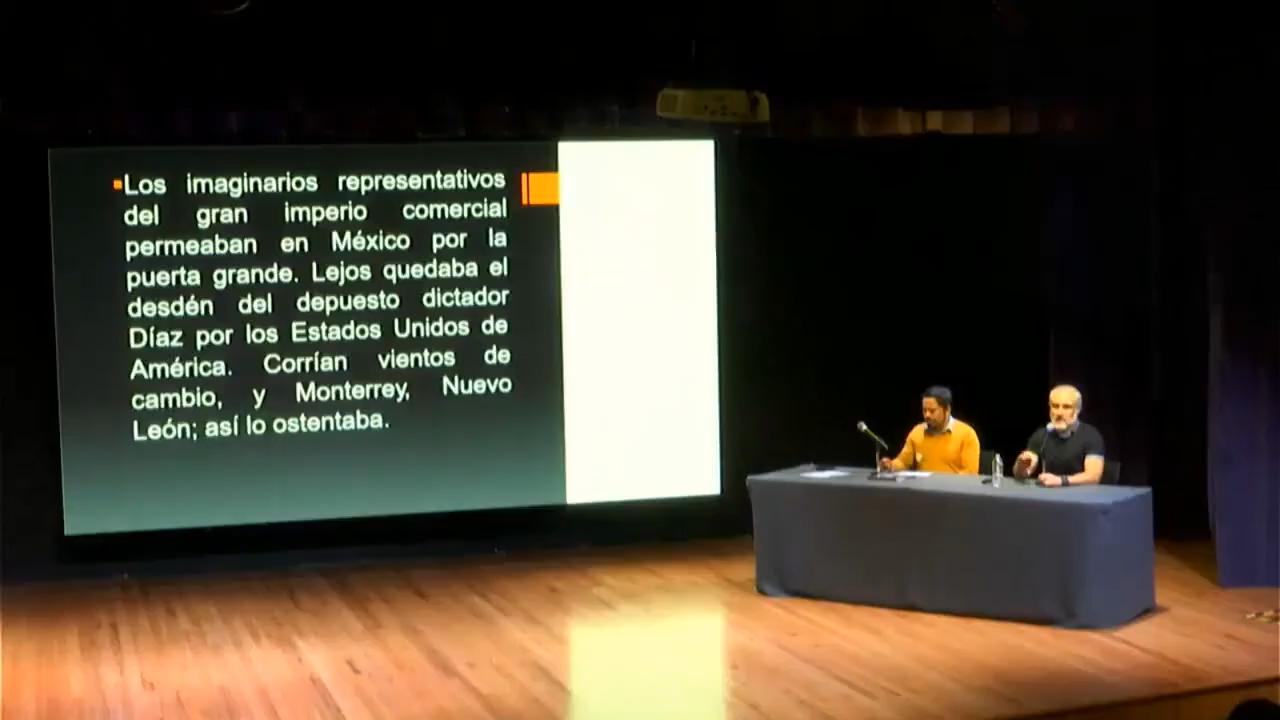 Los imaginarios representativos
del gran imperio comercial
permeaban en México por la
puerta grande. Lejos quedaba el
desdén del depuesto dictador
Díaz por los Estados Unidos de
América. Corrían vientos de
cambio, y Monterrey, Nuevo
León; así lo ostentaba.